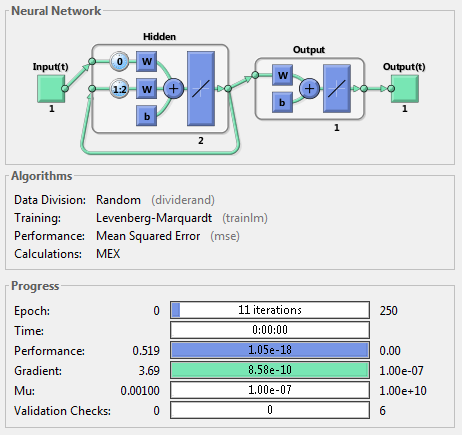 Neural Network
Hidden
Output
Input(t)
Output(t)
0 W
1:2 W
+
b
W
+
b
1
2
1
1
Algorithms
Data Division: Random (dividerand)
Training: Levenberg-Marquardt (trainlm)
Performance: Mean Squared Error (mse)
Calculations: MEX
Progress
Epoch: 0 11 iterations 250
Time: 0:00:00
Performance: 0.519 1.05e-18 0.00
Gradient: 3.69 8.58e-10 1.00e-07
Mu: 0.00100 1.00e-07 1.00e+10
Validation Checks: 0 0 6